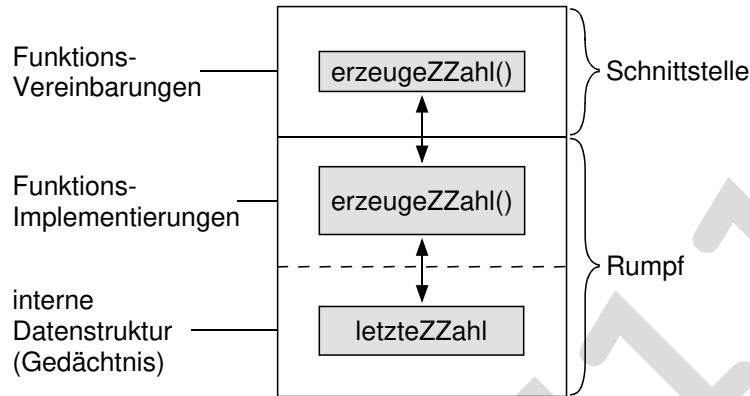 Funktions-
Vereinbarungen
erzeugeZZahl()
Schnittstelle
Funktions-
Implementierungen
erzeugeZZahl()
Rumpf
interne
Datenstruktur
(Gedächtnis)
letzteZZahl